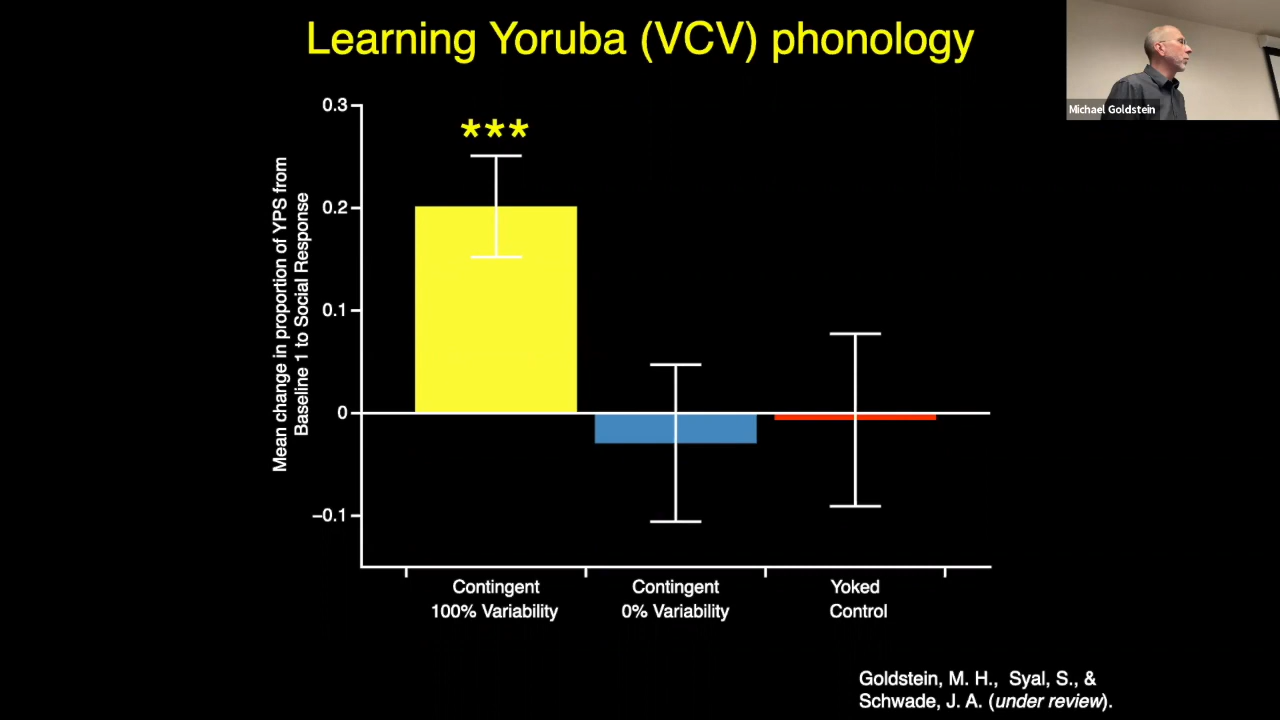 Learning Yoruba (VCV) phonology
Michael Goldstein
***
0.3
0.2
0.1
0
–0.1
Mean change in proportion of YPS from
Baseline 1 to Social Response
Contingent
100% Variability
Contingent
0% Variability
Yoked
Control
Goldstein, M. H., Syal, S., &
Schwade, J. A. (under review).